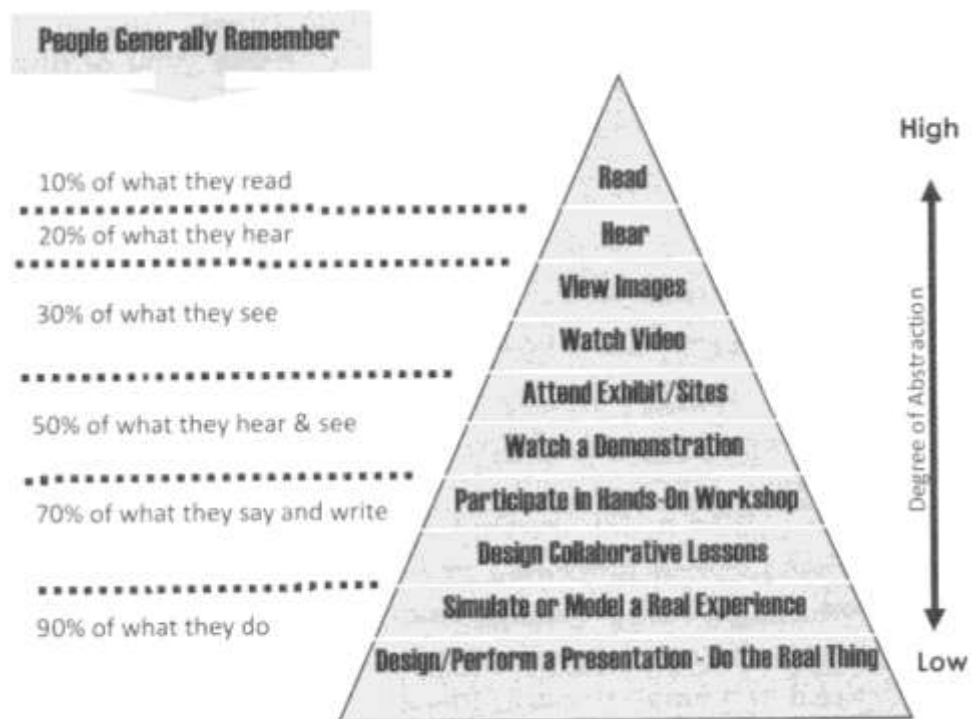 People Generally Remember
High
10% of what they read
Read
20% of what they hear
Hear
View Images
30% of what they see
Watch Video
Attend Exhibit/Sites
50% of what they hear & see
Watch a Demonstration
Degree of Abstraction
Participate in Hands-On Workshop
70% of what they say and write
Design Collaborative Lessons
Simulate or Model a Real Experience
90% of what they do
Design/Perform a Presentation - Do the Real Thing
Low